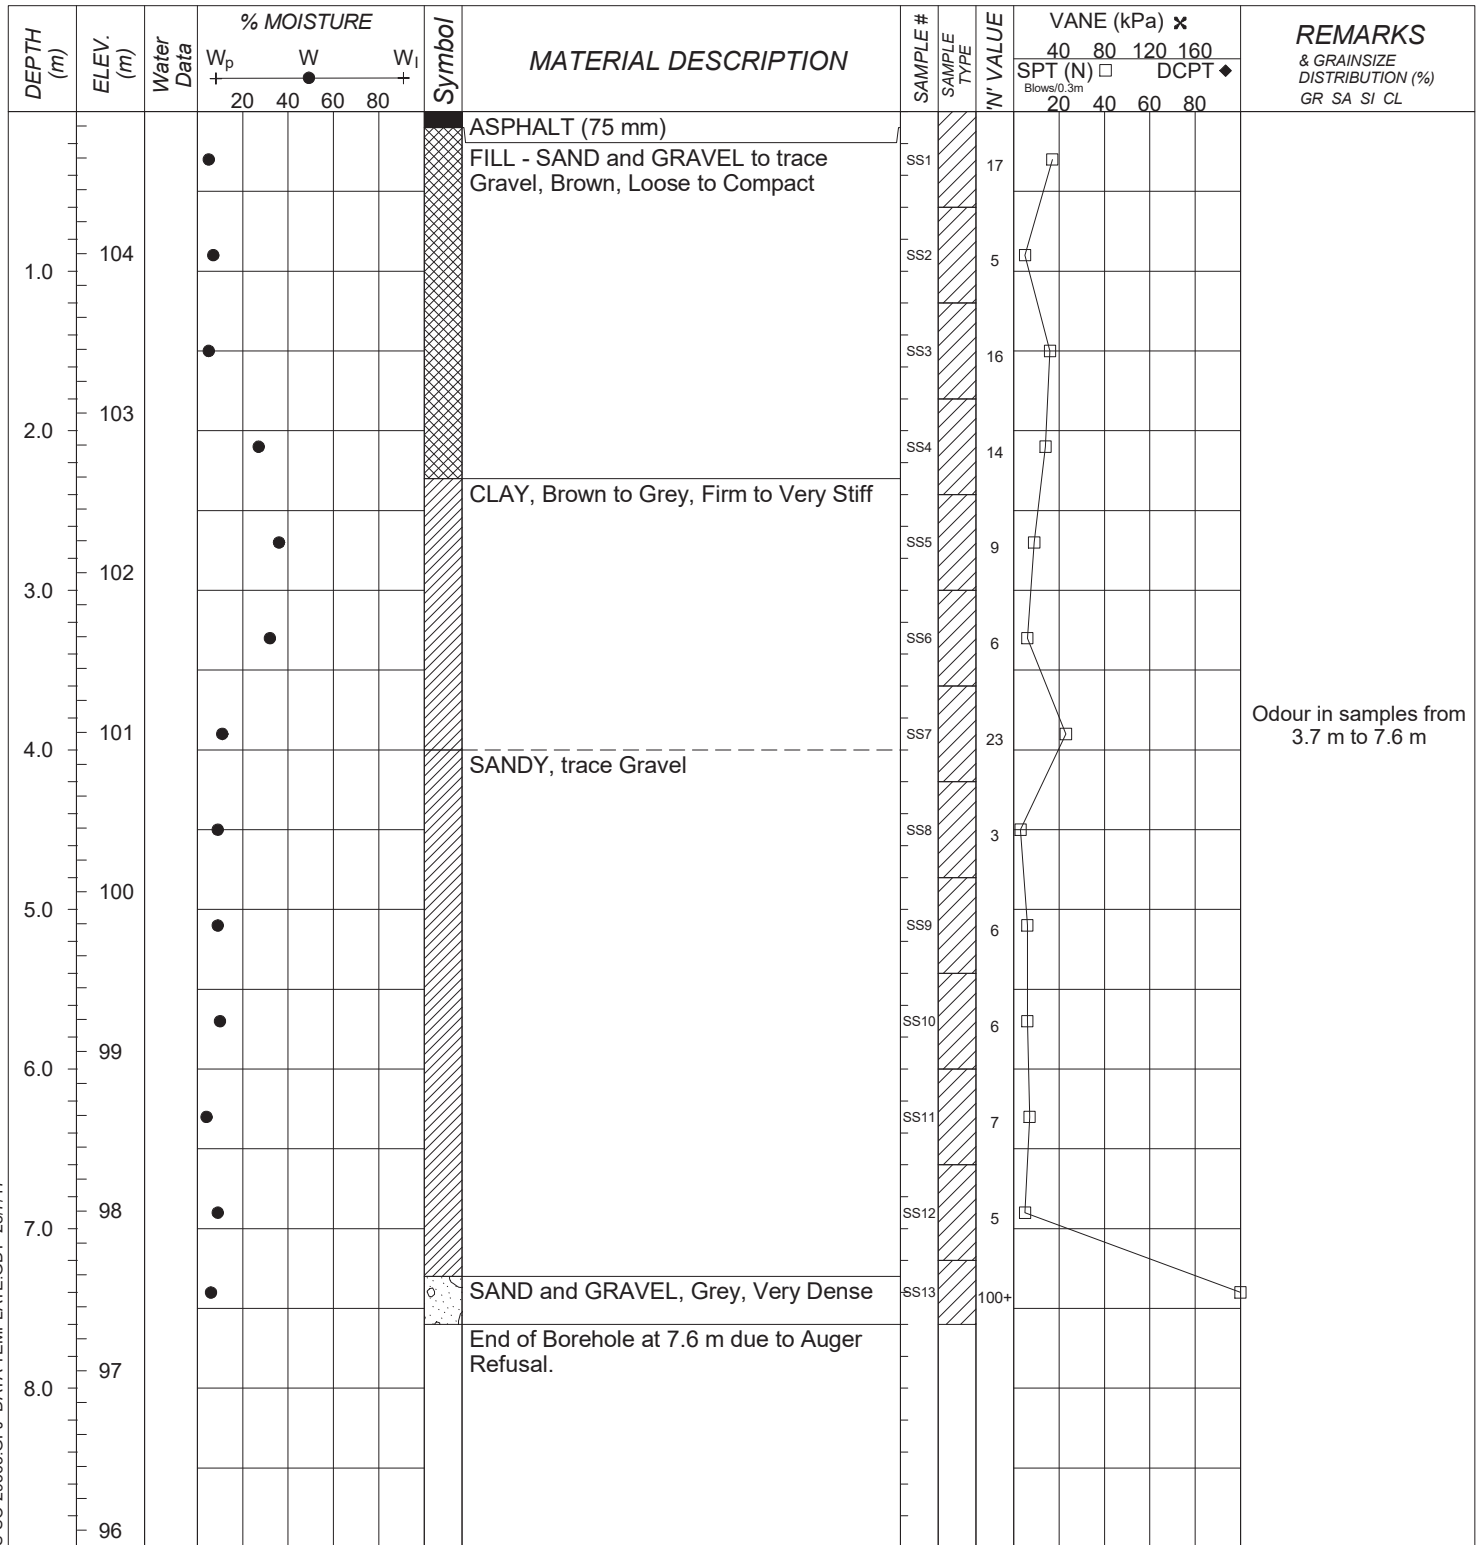 DEPTH (m)
ELEV. (m)
Water Data
% MOISTURE
Wp W Wl
20 40 60 80
Symbol
MATERIAL DESCRIPTION
SAMPLE #
SAMPLE TYPE
'N' VALUE
VANE (kPa)
40 80 120 160
SPT (N) DCPT
Blows/0.3m
20 40 60 80
REMARKS
& GRAINSIZE
DISTRIBUTION (%)
GR SA SI CL
ASPHALT (75 mm)
FILL - SAND and GRAVEL to trace
Gravel, Brown, Loose to Compact
SS1 17
104 SS2 5
1.0
SS3 16
103
2.0
SS4 14
CLAY, Brown to Grey, Firm to Very Stiff
SS5 9
102
3.0
SS6 6
Odour in samples from
3.7 m to 7.6 m
101 SS7 23
4.0
SANDY, trace Gravel
SS8 3
100
5.0
SS9 6
SS10 6
99
6.0
SS11 7
98 SS12 5
7.0
SAND and GRAVEL, Grey, Very Dense
SS13 100+
End of Borehole at 7.6 m due to Auger
Refusal.
97
8.0
96